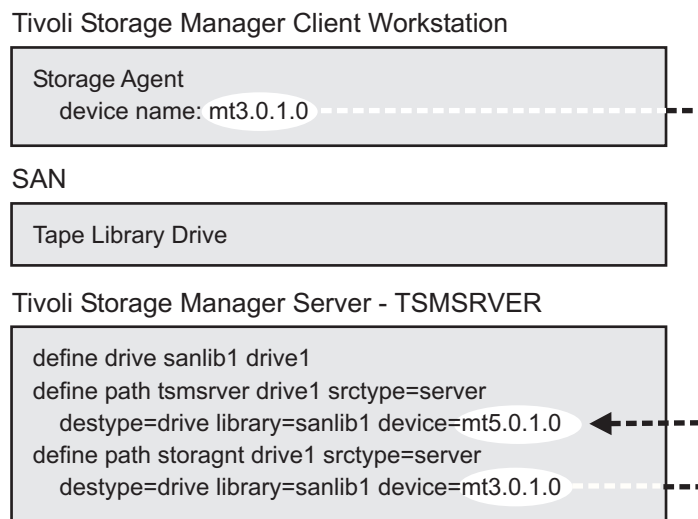 Tivoli Storage Manager Client Workstation
Storage Agent
device name: mt3.0.1.0
SAN
Tape Library Drive
Tivoli Storage Manager Server - TSMSRVER
define drive sanlib1 drive1
define path tsmsrver drive1 srctype=server
destype=drive library=sanlib1 device=mt5.0.1.0
define path storagnt drive1 srctype=server
destype=drive library=sanlib1 device=mt3.0.1.0